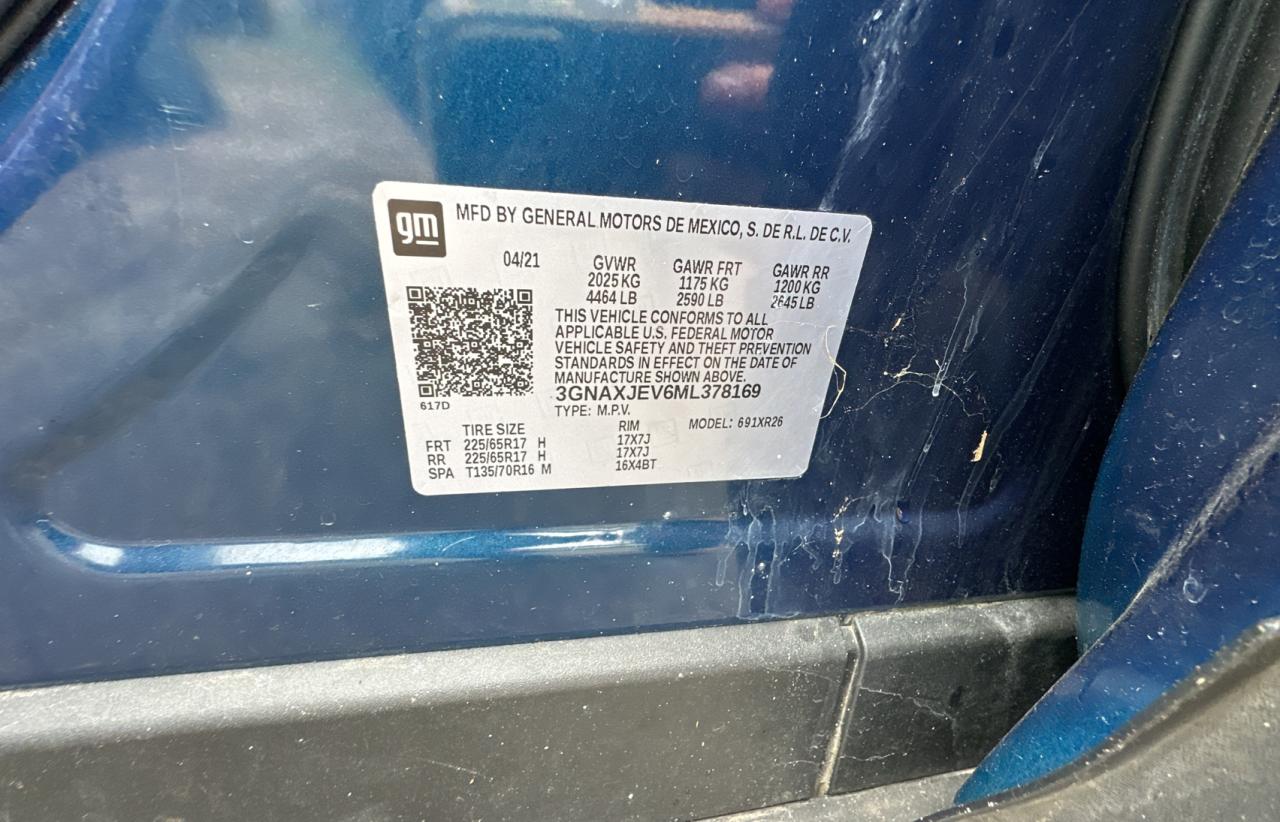 gm MFD BY GENERAL MOTORS DE MEXICO, S. DE R.L. DE C.V.
04/21 GVWR GAWR FRT GAWR RR
2025 KG 1175 KG 1200 KG
4464 LB 2590 LB 2645 LB
THIS VEHICLE CONFORMS TO ALL
APPLICABLE U.S. FEDERAL MOTOR
VEHICLE SAFETY AND THEFT PREVENTION
STANDARDS IN EFFECT ON THE DATE OF
MANUFACTURE SHOWN ABOVE.
3GNAXJEV6ML378169
617D
TYPE: M.P.V. MODEL: 691XR26
TIRE SIZE RIM
FRT 225/65R17 H 17X7J
RR 225/65R17 H 17X7J
SPA T135/70R16 M 16X4BT